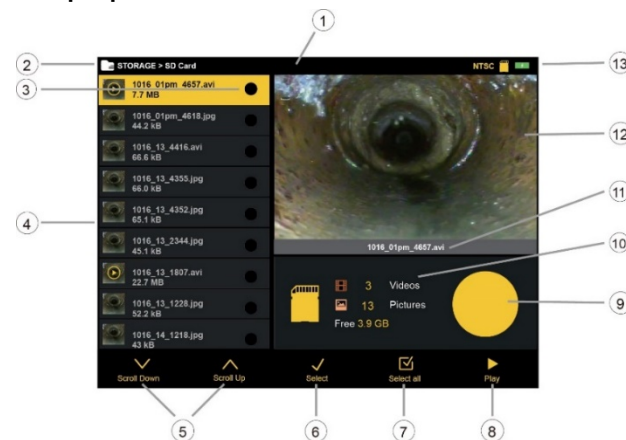 1
2
STORAGE > SD Card
NTSC
13
3
1016_01pm_4657.avi
7.7 MB
1016_01pm_4618.jpg
44.2 kB
12
1016_13_4416.avi
66.6 kB
1016_13_4355.jpg
66.0 kB
11
4
1016_13_4352.jpg
65.1 kB
1016_13_2344.jpg
45.1 kB
1016_01pm_4657.avi
10
1016_13_1807.avi
22.7 MB
3 Videos
13 Pictures
9
1016_13_1228.jpg
52.2 kB
Free 3.9 GB
1016_14_1218.jpg
43 kB
Scroll Down
Scroll Up
Select
Select all
Play
5
6
7
8